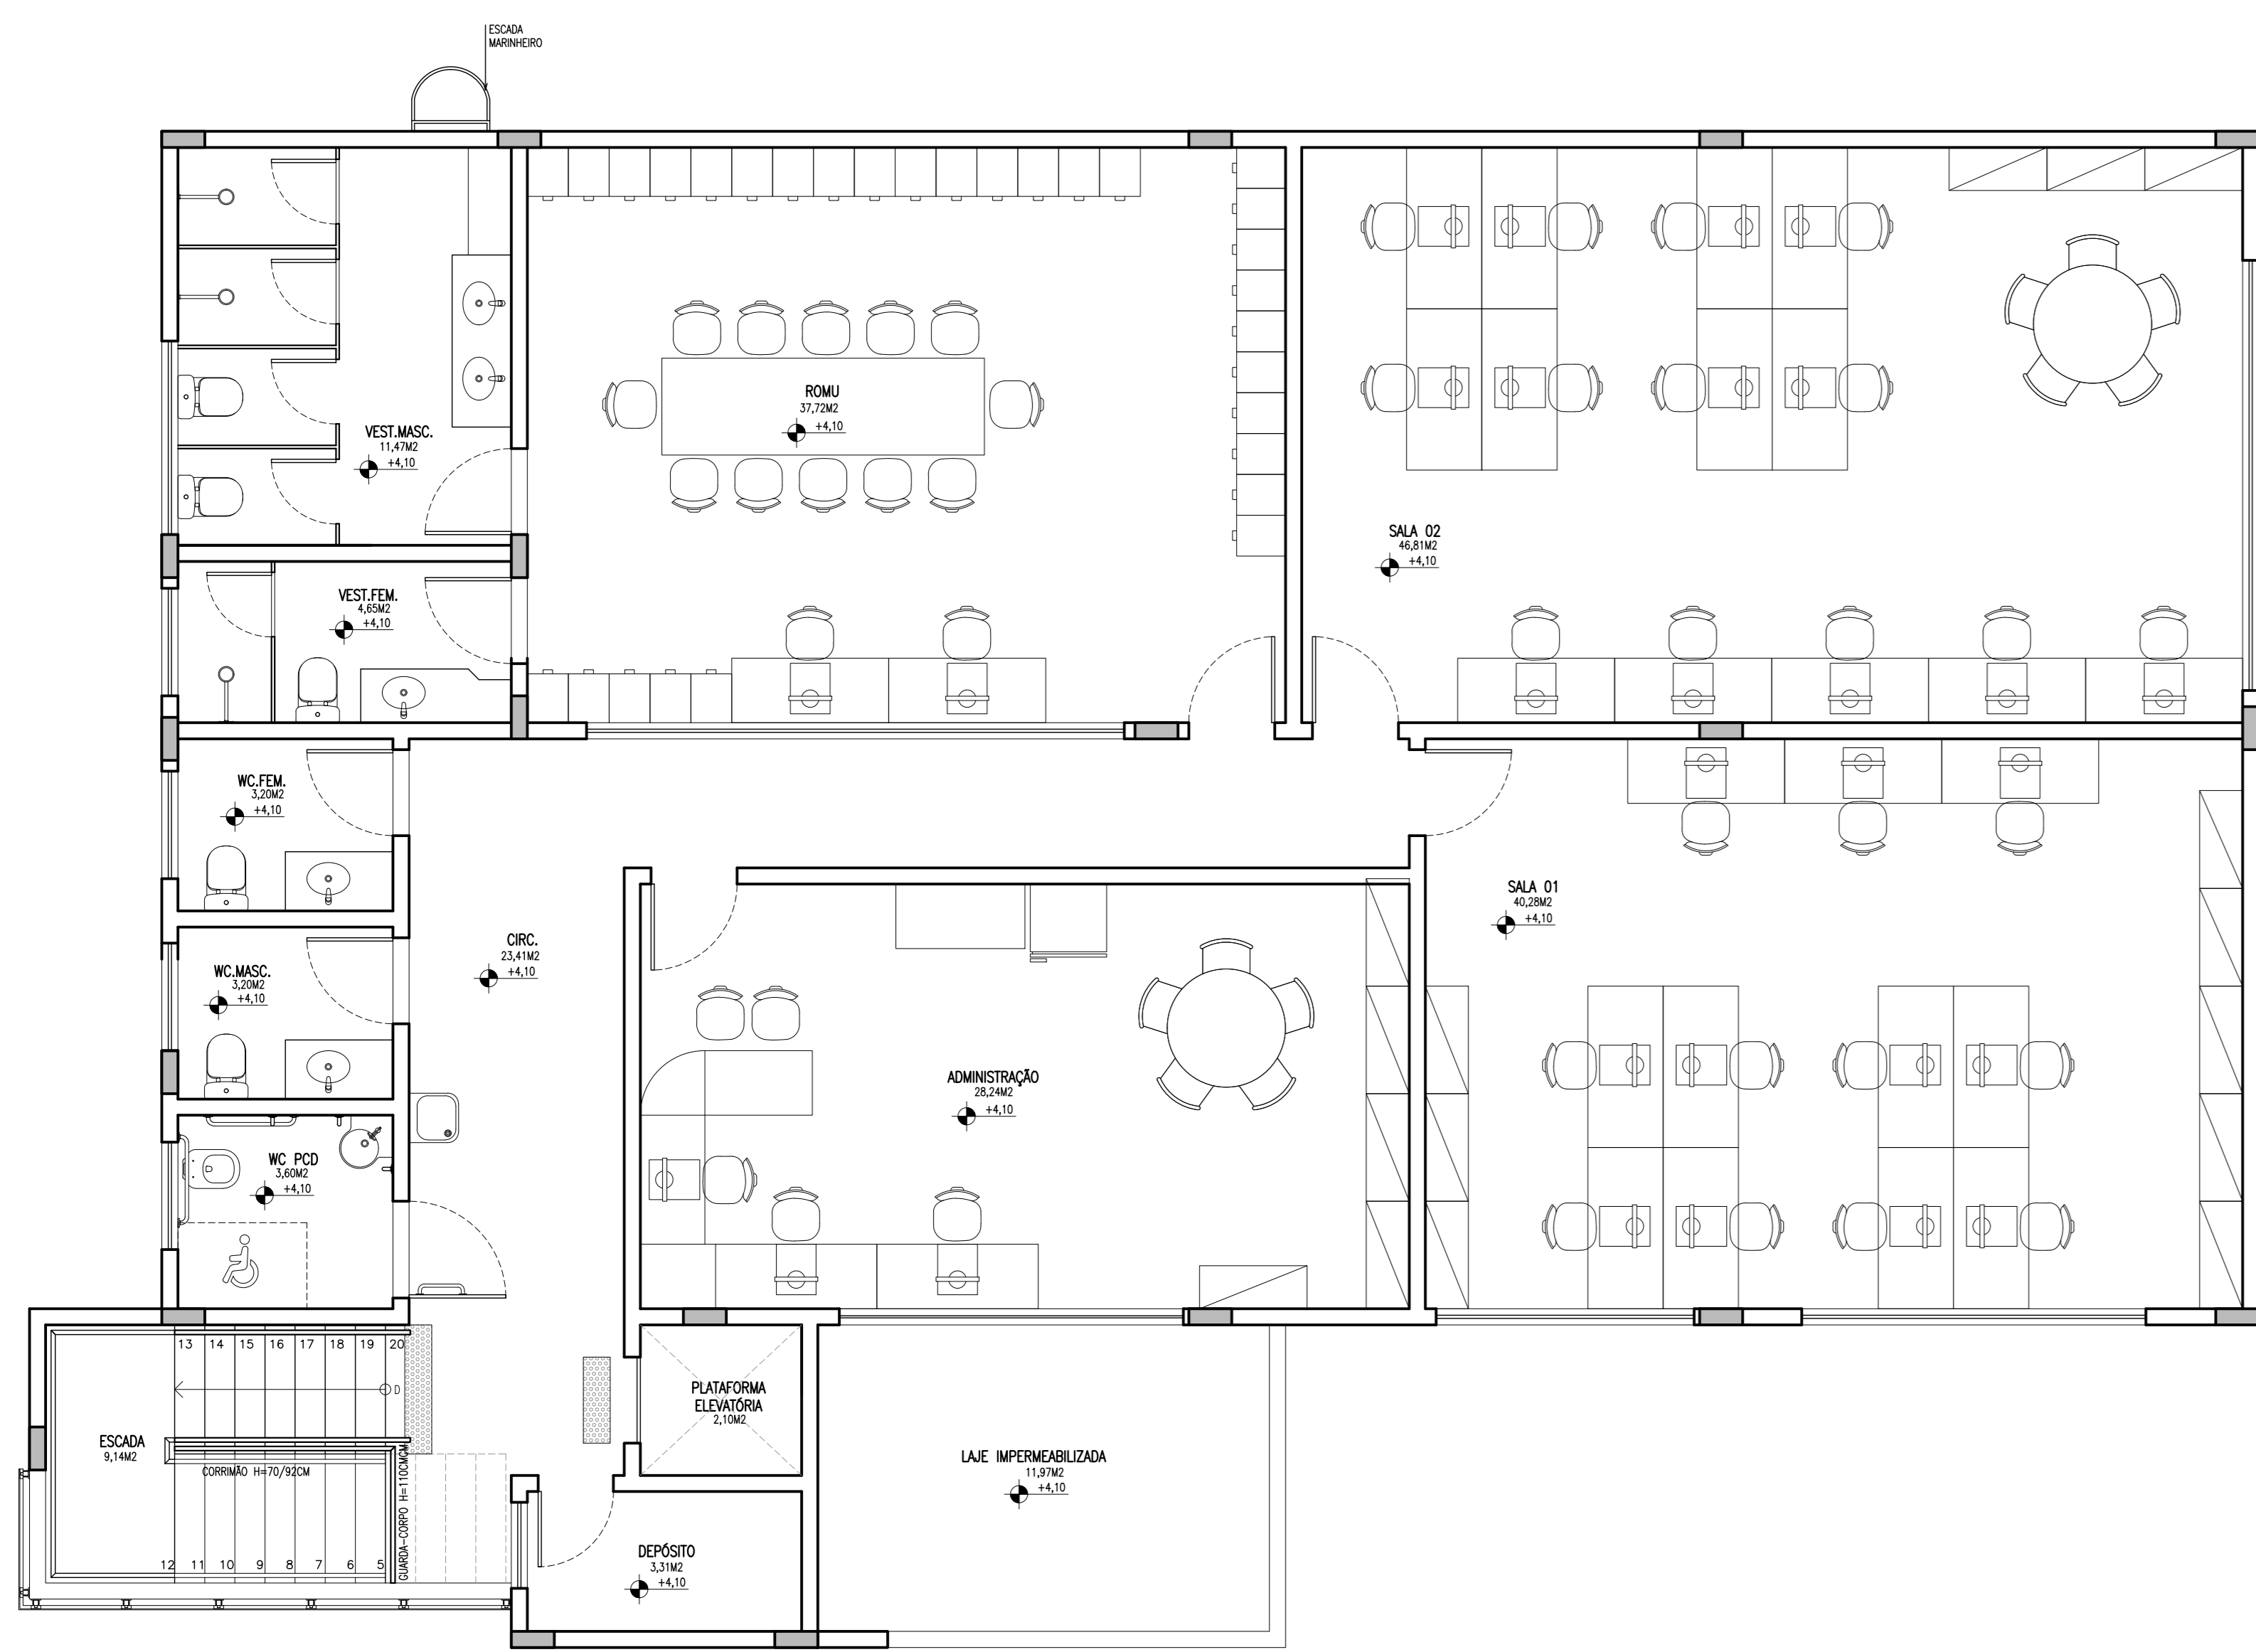 ESCADA
MARINHEIRO
ROMU
37,72M2
+4,10
VEST.MASC.
11,47M2
+4,10
SALA 02
46,81M2
+4,10
VEST.FEM.
4,65M2
+4,10
WC.FEM.
3,20M2
+4,10
SALA 01
40,28M2
+4,10
CIRC.
23,41M2
+4,10
WC.MASC.
3,20M2
+4,10
ADMINISTRAÇÃO
28,24M2
+4,10
WC PCD
3,60M2
+4,10
13 14 15 16 17 18 19 20
D
PLATAFORMA
ELEVATÓRIA
2,10M2
ESCADA
9,14M2
CORRIMÃO H=70/92CM
GUARDA-CORPO H=110CMCM
LAJE IMPERMEABILIZADA
11,97M2
+4,10
12 11 10 9 8 7 6 5
DEPÓSITO
3,31M2
+4,10